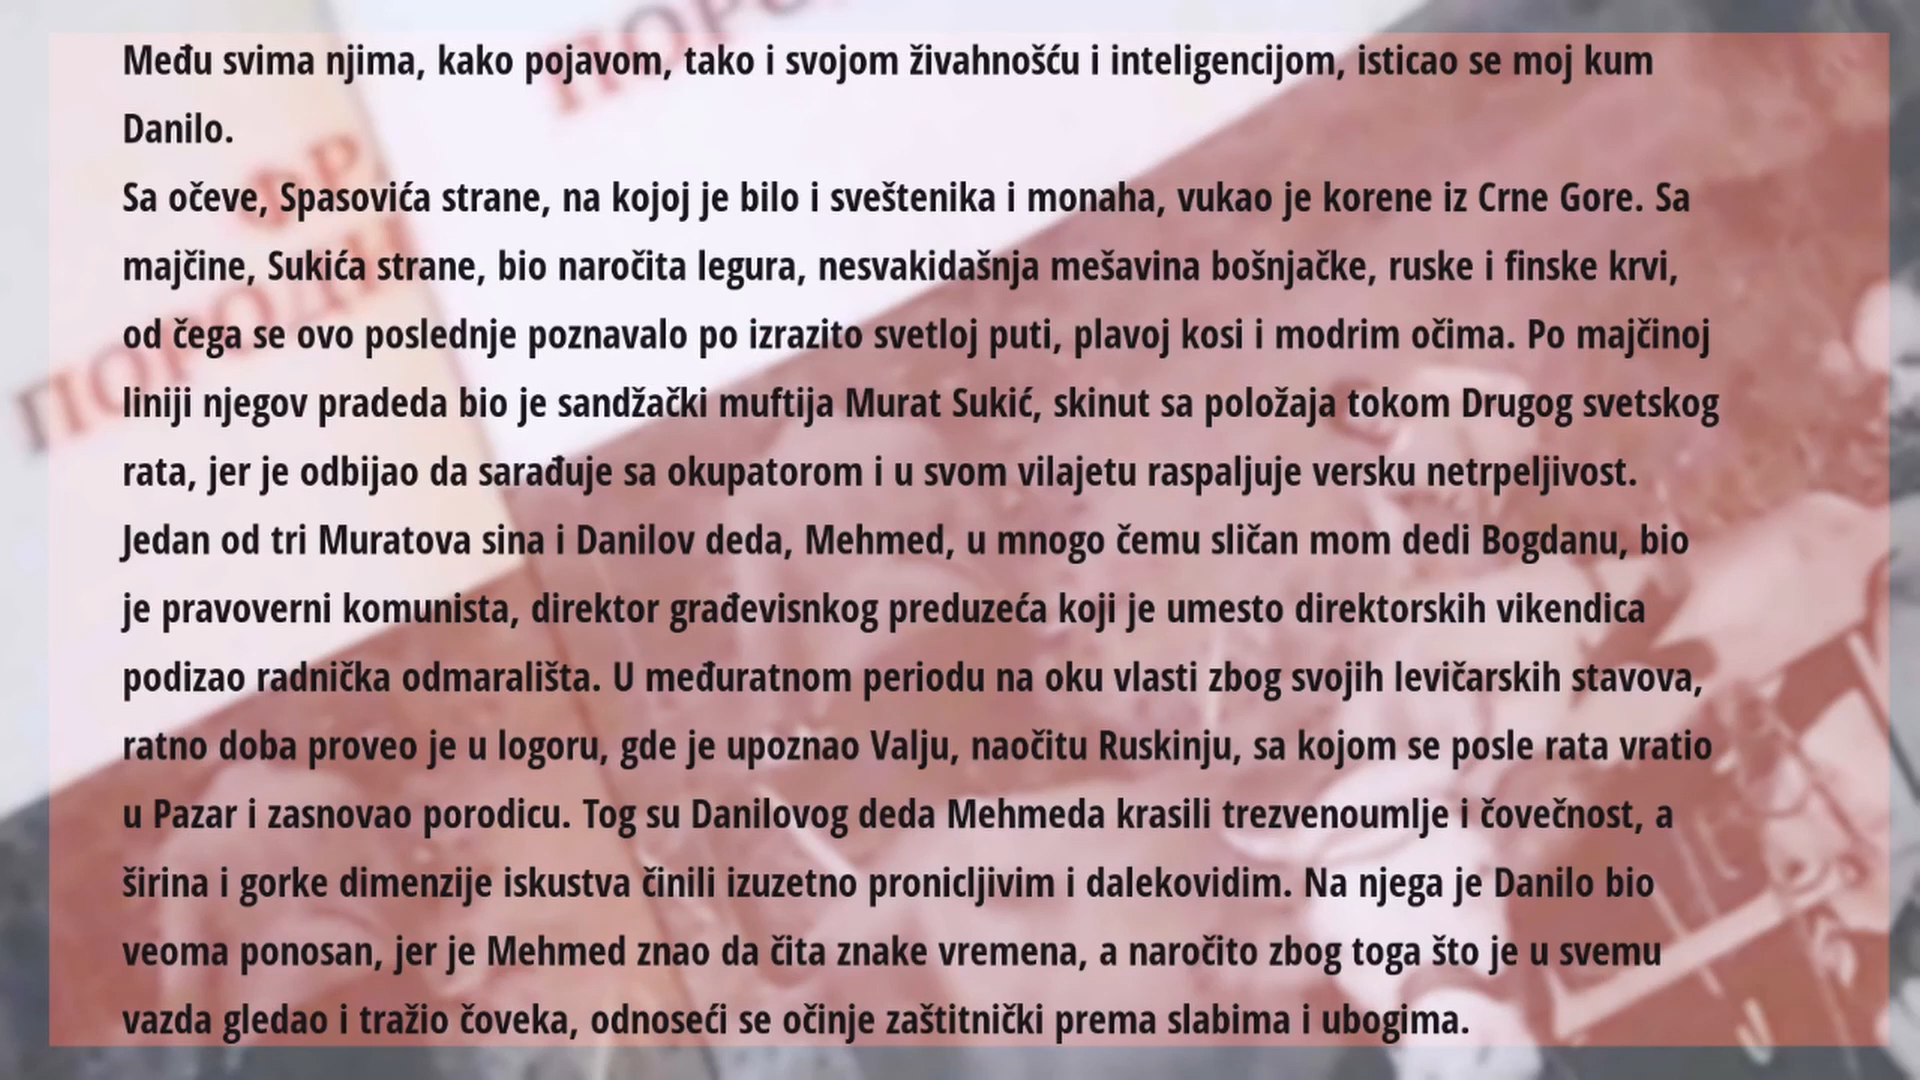 Među svima njima, kako pojavom, tako i svojom živahnošću i inteligencijom, isticao se moj kum
Danilo.
Sa očeve, Spasovića strane, na kojoj je bilo i sveštenika i monaha, vukao je korene iz Crne Gore. Sa
majčine, Sukića strane, bio naročita legura, nesvakidašnja mešavina bošnjačke, ruske i finske krvi,
od čega se ovo poslednje poznavalo po izrazito svetloj puti, plavoj kosi i modrim očima. Po majčinoj
liniji njegov pradeda bio je sandžački muftija Murat Sukić, skinut sa položaja tokom Drugog svetskog
rata, jer je odbijao da sarađuje sa okupatorom i u svom vilajetu raspaljuje versku netrpeljivost.
Jedan od tri Muratova sina i Danilov deda, Mehmed, u mnogo čemu sličan mom dedi Bogdanu, bio
je pravoverni komunista, direktor građevisnkog preduzeća koji je umesto direktorskih vikendica
podizao radnička odmarališta. U međuratnom periodu na oku vlasti zbog svojih levičarskih stavova,
ratno doba proveo je u logoru, gde je upoznao Valju, naočitu Ruskinju, sa kojom se posle rata vratio
u Pazar i zasnovao porodicu. Tog su Danilovog deda Mehmeda krasili trezvenoumlje i čovečnost, a
širina i gorke dimenzije iskustva činili izuzetno pronicljivim i dalekovidim. Na njega je Danilo bio
veoma ponosan, jer je Mehmed znao da čita znake vremena, a naročito zbog toga što je u svemu
vazda gledao i tražio čoveka, odnoseći se očinje zaštitnički prema slabima i ubogima.